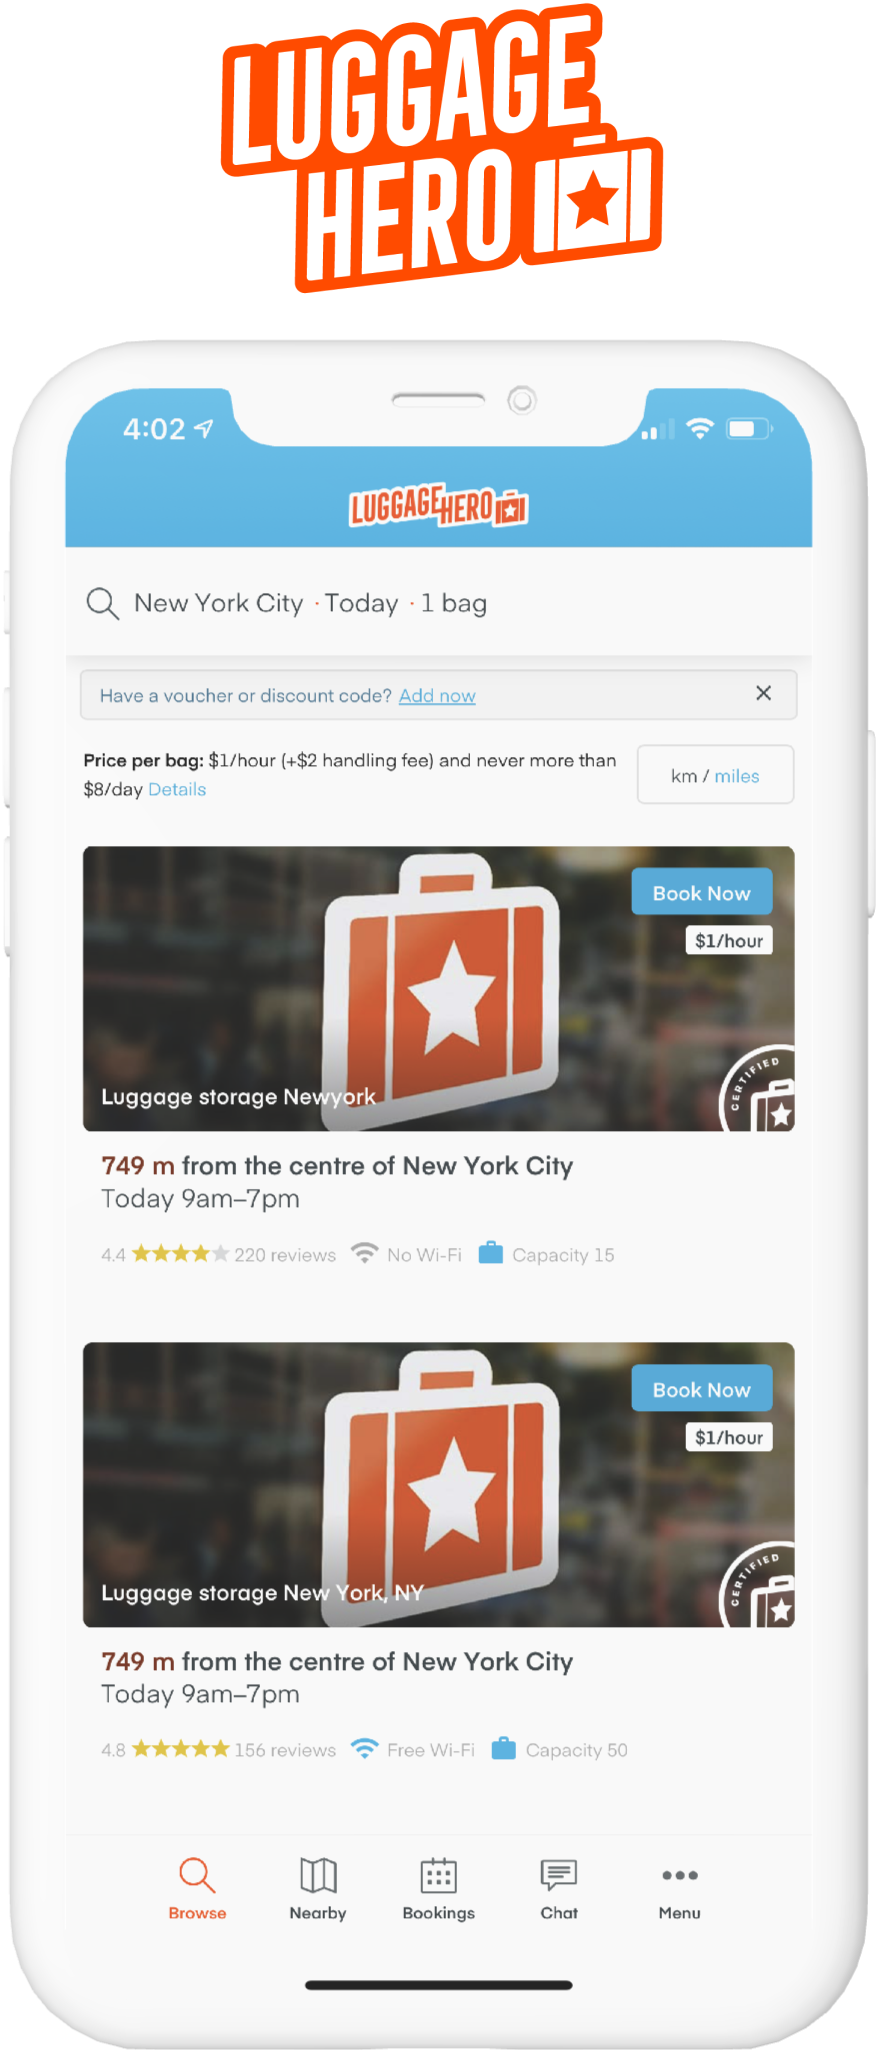 LUGGAGE
HERO
4:02
LUGGAGEHERO
New York City · Today · 1 bag
Have a voucher or discount code? Add now
Price per bag: $1/hour (+$2 handling fee) and never more than
$8/day Details
km / miles
Book Now
$1/hour
CERTIFIED
Luggage storage Newyork
749 m from the centre of New York City
Today 9am–7pm
4.4 220 reviews No Wi-Fi Capacity 15
Book Now
$1/hour
CERTIFIED
Luggage storage New York, NY
749 m from the centre of New York City
Today 9am–7pm
4.8 156 reviews Free Wi-Fi Capacity 50
Browse Nearby Bookings Chat Menu